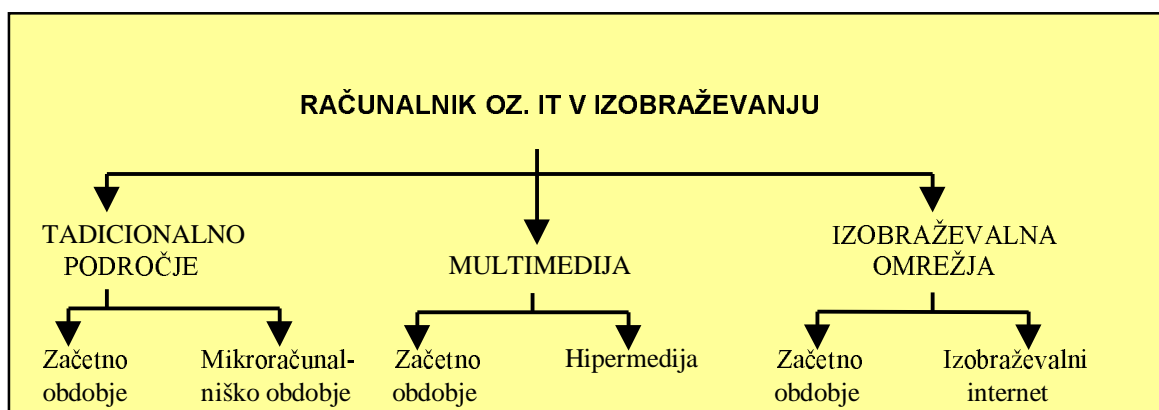 RAČUNALNIK OZ. IT V IZOBRAŽEVANJU
TADICIONALNO
PODROČJE
MULTIMEDIJA
IZOBRAŽEVALNA
OMREŽJA
Začetno
obdobje
Mikroračunal-
niško obdobje
Začetno
obdobje
Hipermedija
Začetno
obdobje
Izobraževalni
internet